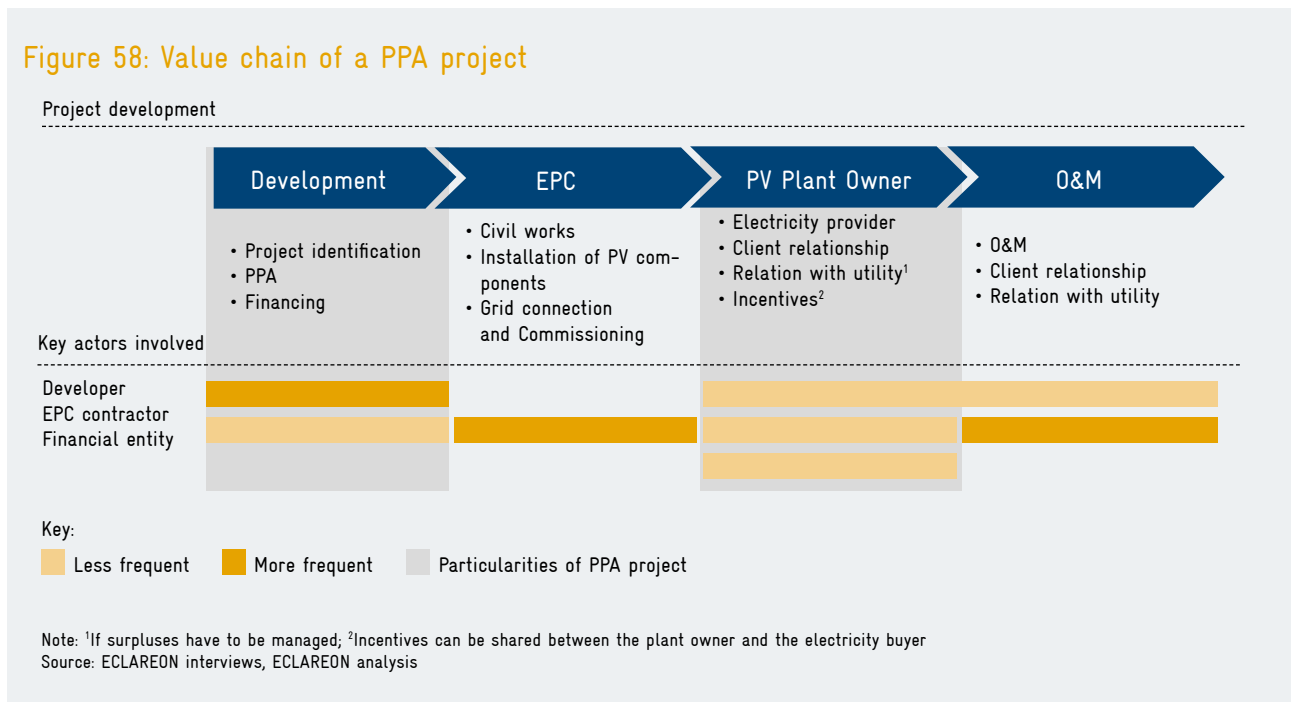 Figure 58: Value chain of a PPA project
Project development
Development
EPC
PV Plant Owner
O&M
• Project identification
• PPA
• Financing
• Civil works
• Installation of PV com-
ponents
• Grid connection
and Commissioning
• Electricity provider
• Client relationship
• Relation with utility¹
• Incentives²
• O&M
• Client relationship
• Relation with utility
Key actors involved
Developer
EPC contractor
Financial entity
Key:
Less frequent
More frequent
Particularities of PPA project
Note: ¹If surpluses have to be managed; ²Incentives can be shared between the plant owner and the electricity buyer
Source: ECLAREON interviews, ECLAREON analysis